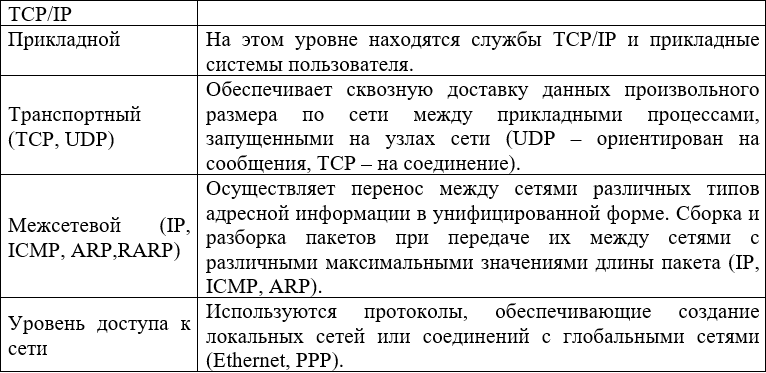 TCP/IP
Прикладной
На этом уровне находятся службы TCP/IP и прикладные
системы пользователя.
Транспортный
(TCP, UDP)
Обеспечивает сквозную доставку данных произвольного
размера по сети между прикладными процессами,
запущенными на узлах сети (UDP – ориентирован на
сообщения, TCP – на соединение).
Межсетевой (IP,
ICMP, ARP,RARP)
Осуществляет перенос между сетями различных типов
адресной информации в унифицированной форме. Сборка и
разборка пакетов при передаче их между сетями с
различными максимальными значениями длины пакета (IP,
ICMP, ARP).
Уровень доступа к
сети
Используются протоколы, обеспечивающие создание
локальных сетей или соединений с глобальными сетями
(Ethernet, PPP).